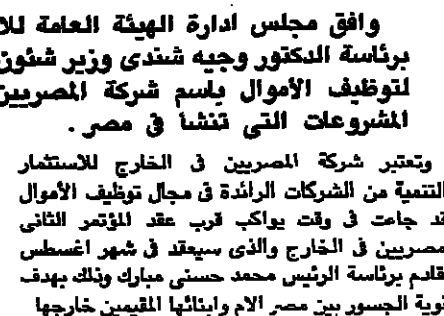 وافق مجلس ادارة الهيئة العامة للا
برئاسة الدكتور وجيه شندى وزير شئون
لتوظيف الأموال باسم شركة المصريين
المشروعات التى تنشأ فى مصر .
وتعتبر شركة المصريين فى الخارج للاستثمار
التنمية من الشركات الرائدة فى مجال توظيف الأموال
قد جاءت فى وقت يواكب قرب عقد المؤتمر الثانى
مصريين فى الخارج والذى سيعقد فى شهر اغسطس
قادم برئاسة الرئيس محمد حسنى مبارك وذلك بهدف
قوية الجسور بين مصر الام وابنائها المقيمين خارجها